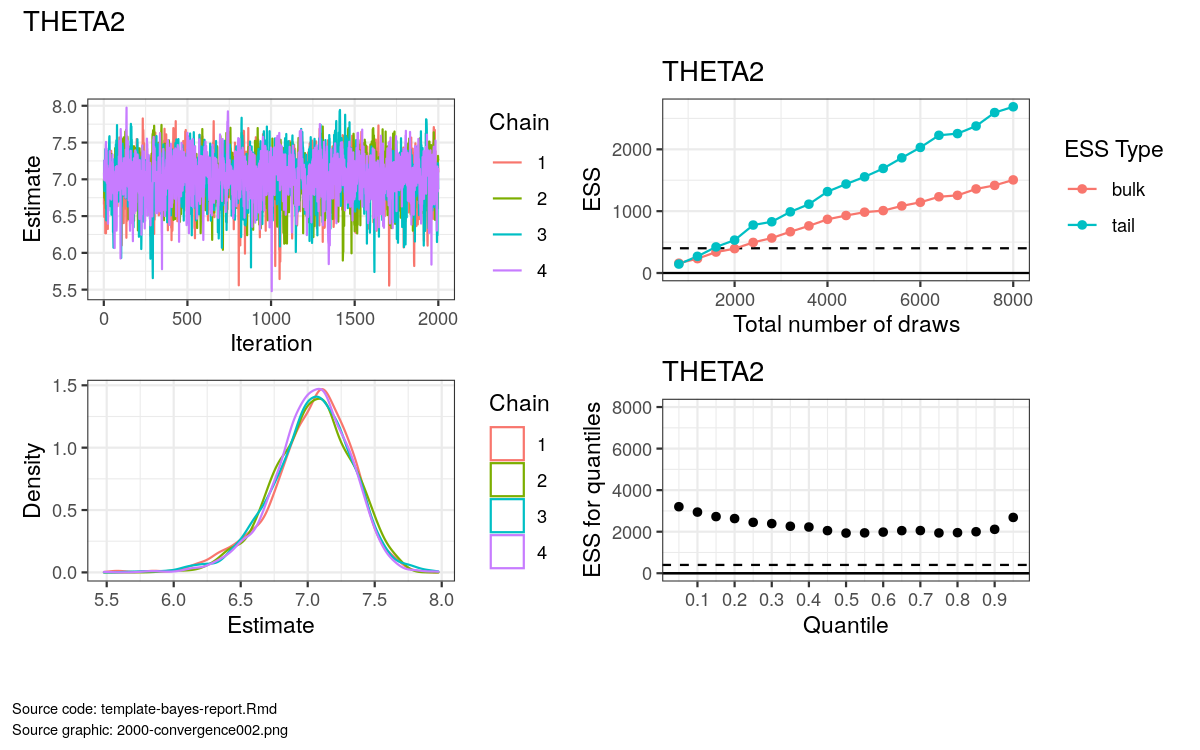 THETA2
8.0
7.5
7.0
6.5
6.0
5.5
Estimate
0 500 1000 1500 2000
Iteration
Chain
1
2
3
4
THETA2
2000
1000
0
ESS
2000 4000 6000 8000
Total number of draws
ESS Type
bulk
tail
1.5
1.0
0.5
0.0
Density
5.5 6.0 6.5 7.0 7.5 8.0
Estimate
Chain
1
2
3
4
THETA2
8000
6000
4000
2000
0
ESS for quantiles
0.1 0.2 0.3 0.4 0.5 0.6 0.7 0.8 0.9
Quantile
Source code: template-bayes-report.Rmd
Source graphic: 2000-convergence002.png